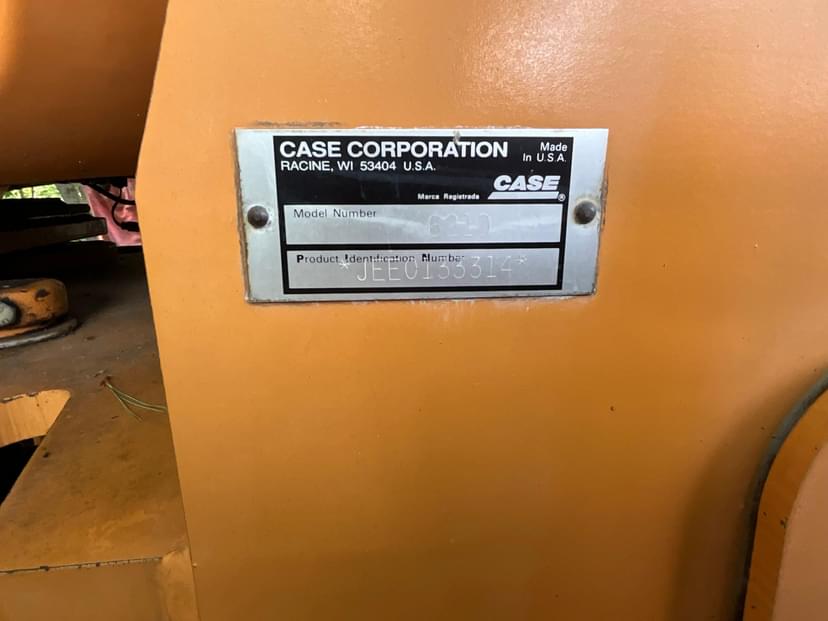 CASE CORPORATION
RACINE, WI 53404 U.S.A.
Made
In U.S.A.
Marca Registrada
CASE®
Model Number
Product Identification Number
*JEE0133314*